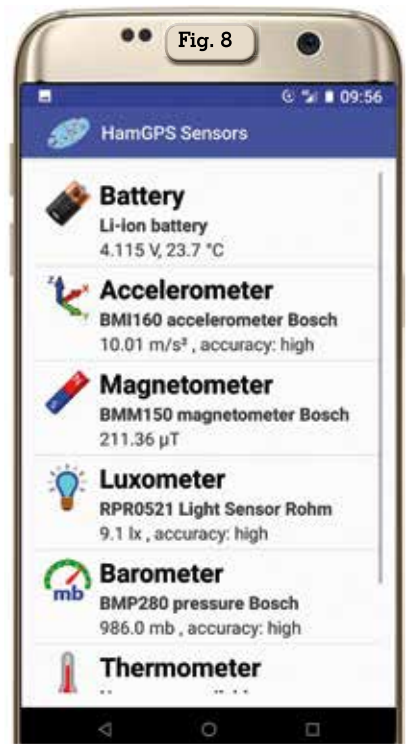 Fig. 8
09:56
HamGPS Sensors
Battery
Li-ion battery
4.115 V, 23.7 °C
Z
X
Y
Accelerometer
BMI160 accelerometer Bosch
10.01 m/s² , accuracy: high
Magnetometer
BMM150 magnetometer Bosch
211.36 µT
Luxometer
RPR0521 Light Sensor Rohm
9.1 lx , accuracy: high
Barometer
mb
BMP280 pressure Bosch
986.0 mb , accuracy: high
Thermometer